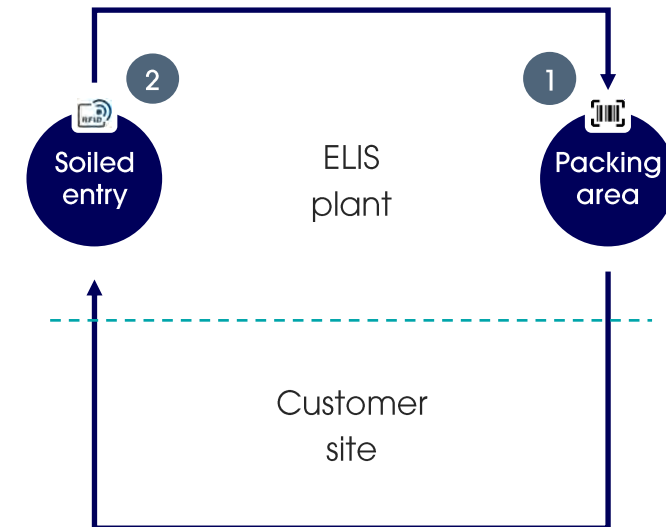 2
1
RFID
Soiled
entry
ELIS
plant
Packing
area
Customer
site